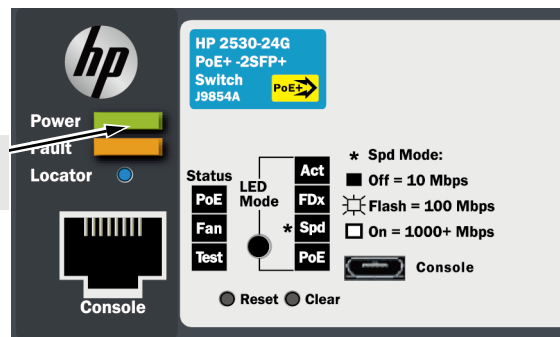 hp
HP 2530-24G
PoE+ -2SFP+
Switch
J9854A
PoE+
Power
Fault
Locator
Console
Status
PoE
Fan
Test
LED
Mode
Act
FDx
* Spd
PoE
* Spd Mode:
Off = 10 Mbps
Flash = 100 Mbps
On = 1000+ Mbps
Console
Reset
Clear